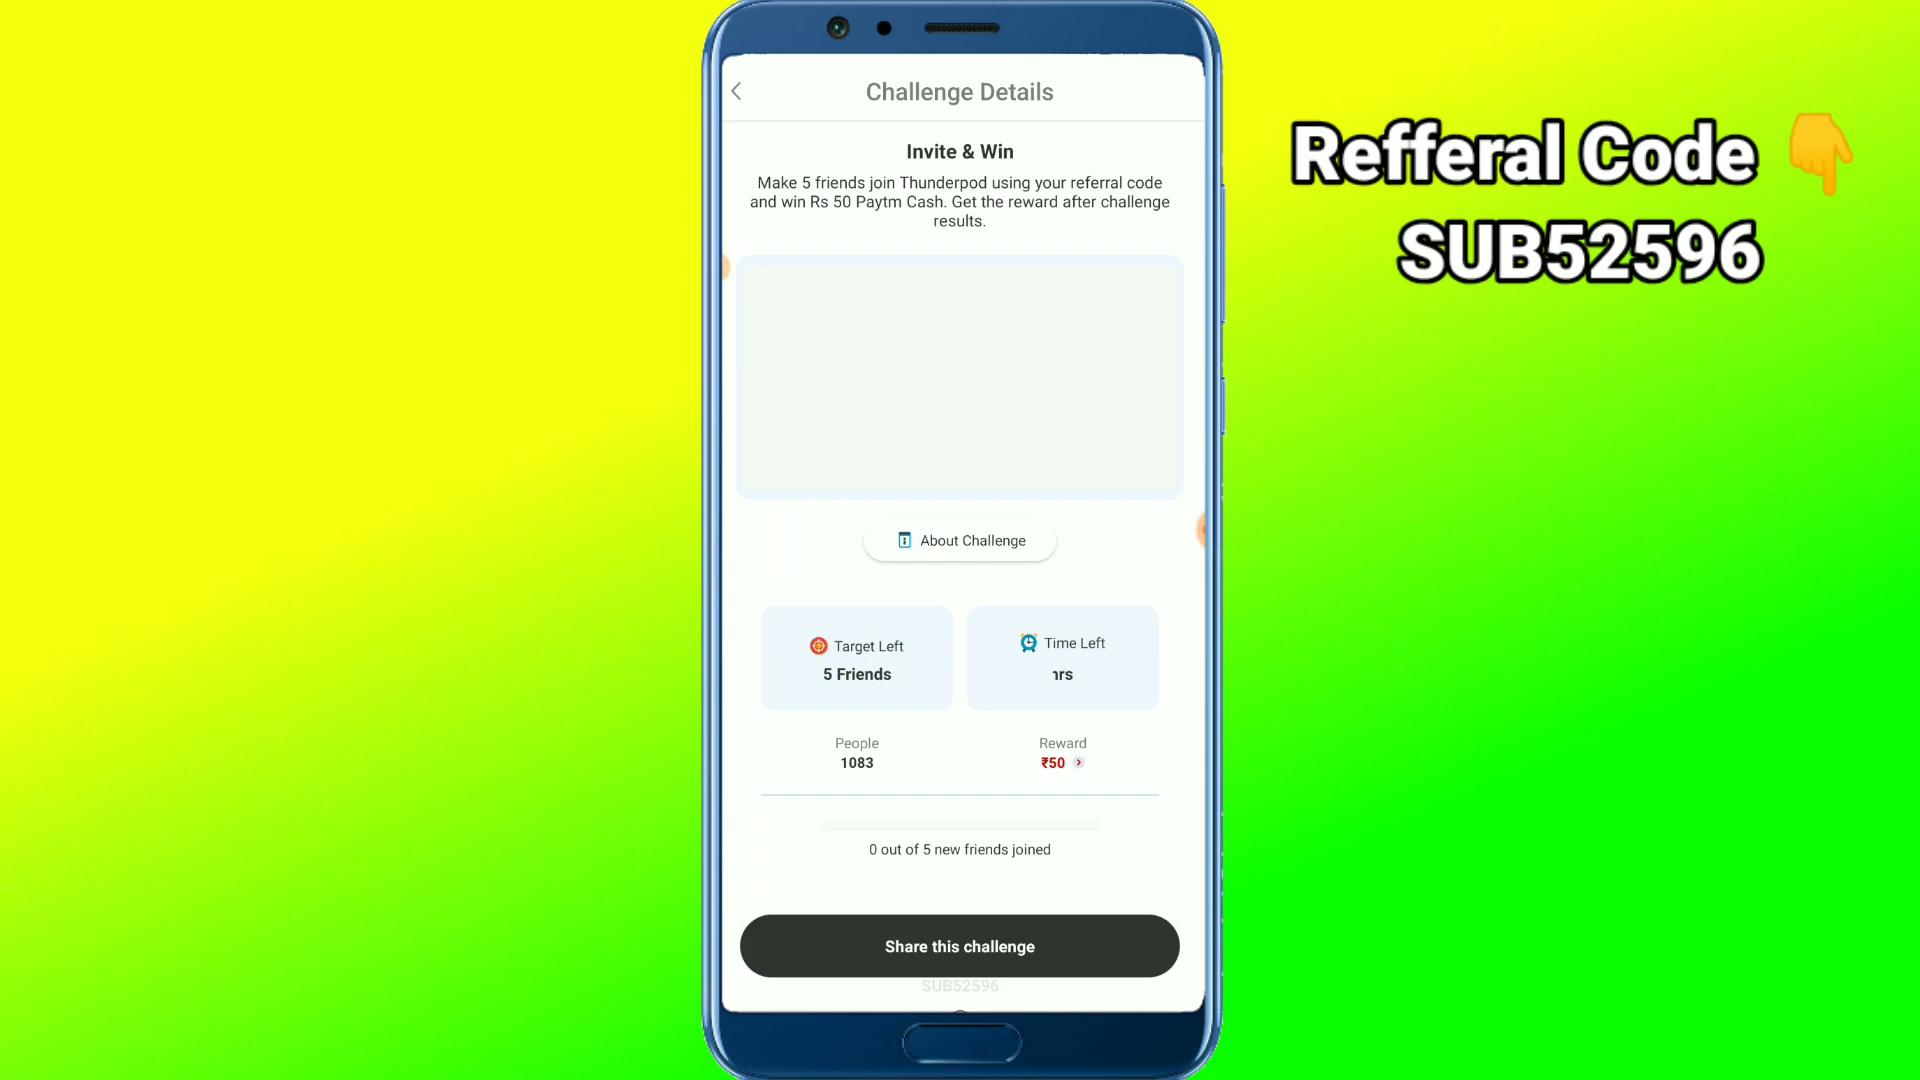 Challenge Details
Invite & Win
Make 5 friends join Thunderpod using your referral code
and win Rs 50 Paytm Cash. Get the reward after challenge
results.
About Challenge
Target Left
5 Friends
Time Left
hrs
People
1083
Reward
₹50
0 out of 5 new friends joined
Share this challenge
SUB52596
Refferal Code 👇
SUB52596